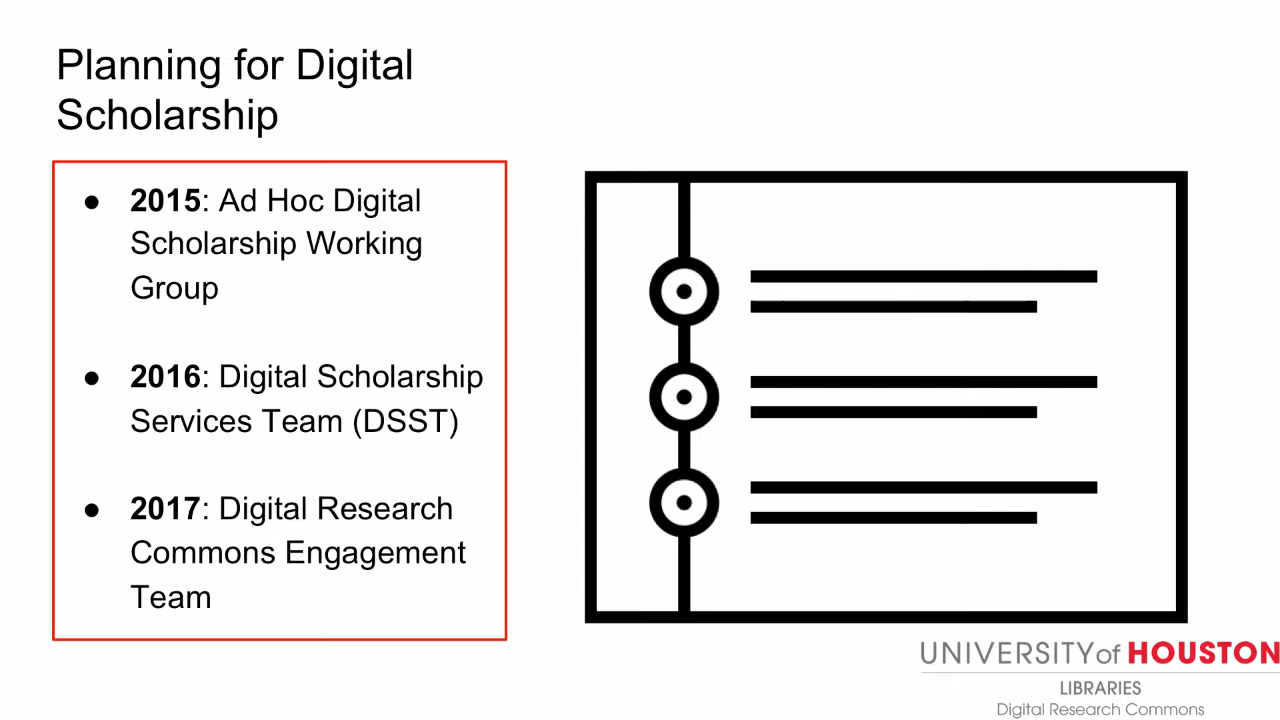 Planning for Digital
Scholarship
● 2015: Ad Hoc Digital
Scholarship Working
Group
● 2016: Digital Scholarship
Services Team (DSST)
● 2017: Digital Research
Commons Engagement
Team
UNIVERSITY of HOUSTON
LIBRARIES
Digital Research Commons